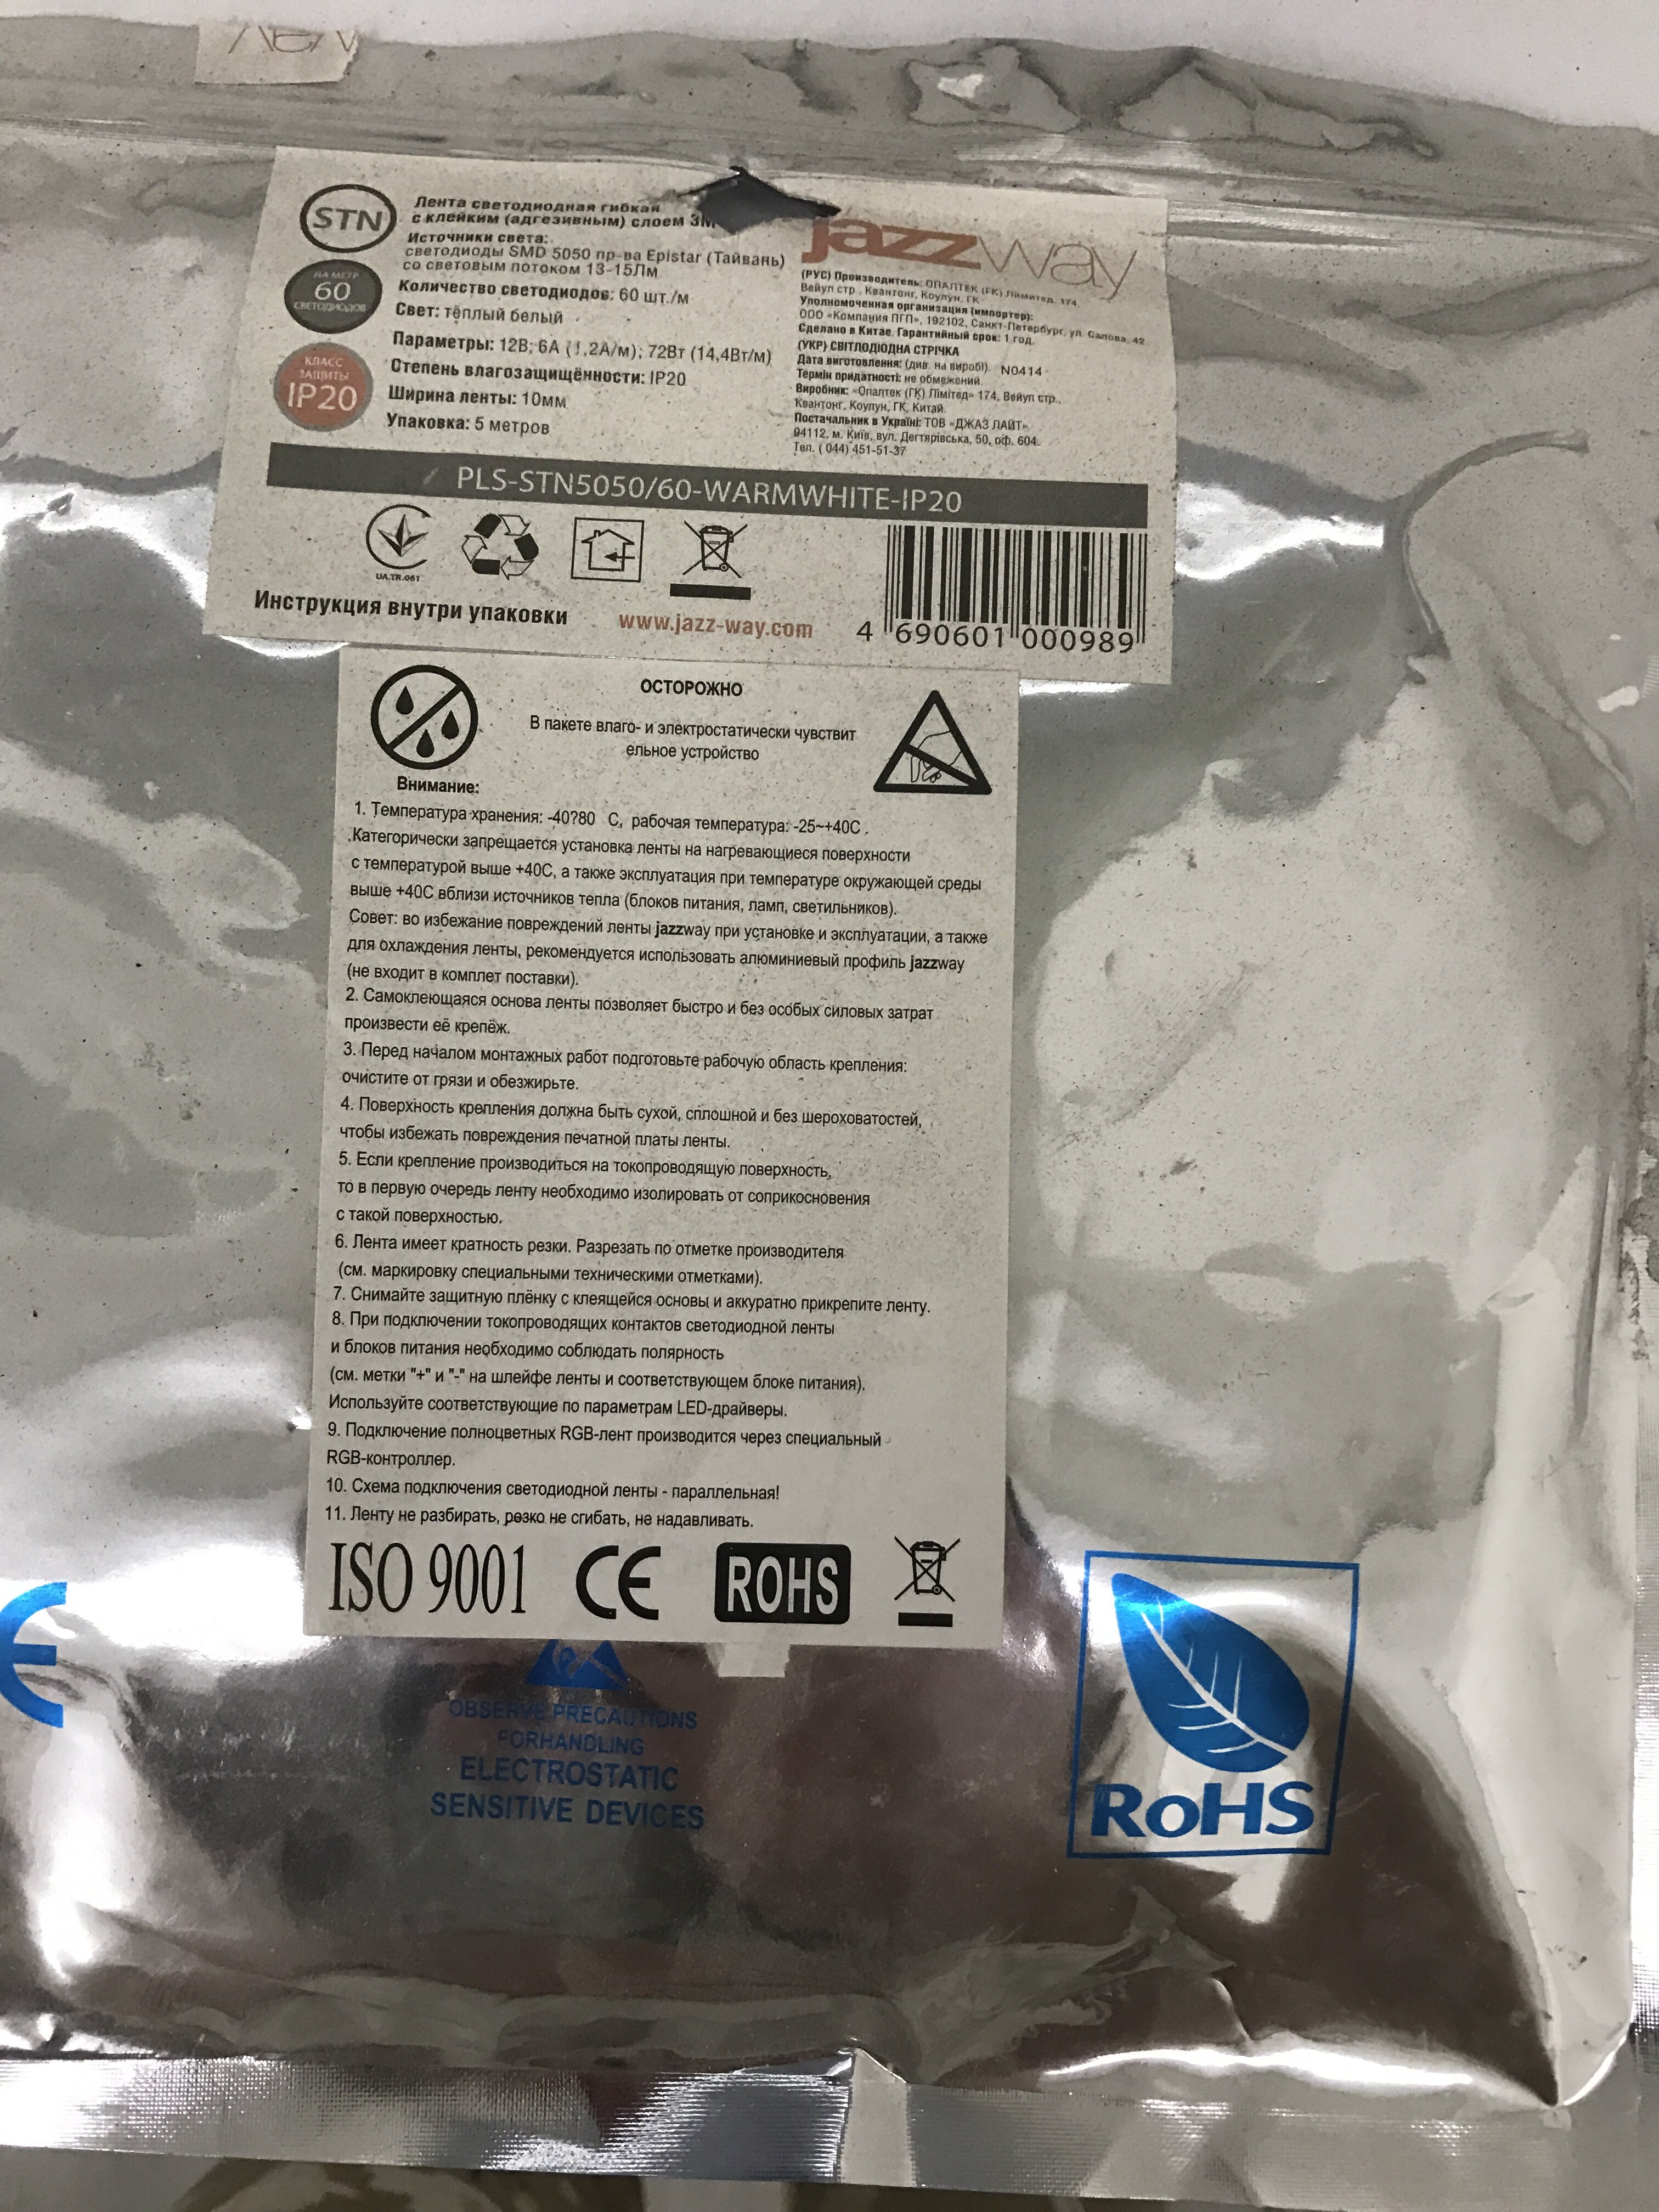 STN
Лента светодиодная гибкая
с клейким (адгезивным) слоем
Источники света:
светодиоды SMD 5050 пр-ва Epistar (Тайвань)
со световым потоком 13-15Лм
НА МЕТР
60
СВЕТОДИОДОВ
Количество светодиодов: 60 шт./м
Свет: тёплый белый
Параметры: 12В; 6А (1,2А/м); 72Вт (14,4Вт/м)
КЛАСС
ЗАЩИТЫ
IP20
Степень влагозащищённости: IP20
Ширина ленты: 10мм
Упаковка: 5 метров
jazzway
(РУС) Производитель: ОПАЛТЕК (ГК) Лимитед, 174,
Вейул стр., Квантонг, Коулун, ГК
Уполномоченная организация (импортер):
ООО «Компания ПГП», 192102, Санкт-Петербург, ул. Салова, 42
Сделано в Китае. Гарантийный срок: 1 год.
(УКР) СВІТЛОДІОДНА СТРІЧКА
Дата виготовлення: (див. на виробі). N0414
Термін придатності: не обмежений.
Виробник: «Опалтек (ГК) Лімітед» 174, Вейул стр.,
Квантонг, Коулун, ГК, Китай.
Постачальник в Україні: ТОВ «ДЖАЗ ЛАЙТ»
04112, м. Київ, вул. Дегтярівська, 50, оф. 604.
Тел. ( 044) 451-51-37
PLS-STN5050/60-WARMWHITE-IP20
UA.TR.061
Инструкция внутри упаковки
www.jazz-way.com
4 690601 000989
ОСТОРОЖНО
В пакете влаго- и электростатически чувствит
ельное устройство
Внимание:
1. Температура хранения: -40?80 С, рабочая температура: -25~+40С .
.Категорически запрещается установка ленты на нагревающиеся поверхности
с температурой выше +40С, а также эксплуатация при температуре окружающей среды
выше +40С вблизи источников тепла (блоков питания, ламп, светильников).
Совет: во избежание повреждений ленты jazzway при установке и эксплуатации, а также
для охлаждения ленты, рекомендуется использовать алюминиевый профиль jazzway
(не входит в комплет поставки).
2. Самоклеющаяся основа ленты позволяет быстро и без особых силовых затрат
произвести её крепёж.
3. Перед началом монтажных работ подготовьте рабочую область крепления:
очистите от грязи и обезжирьте.
4. Поверхность крепления должна быть сухой, сплошной и без шероховатостей,
чтобы избежать повреждения печатной платы ленты.
5. Если крепление производиться на токопроводящую поверхность,
то в первую очередь ленту необходимо изолировать от соприкосновения
с такой поверхностью.
6. Лента имеет кратность резки. Разрезать по отметке производителя
(см. маркировку специальными техническими отметками).
7. Снимайте защитную плёнку с клеящейся основы и аккуратно прикрепите ленту.
8. При подключении токопроводящих контактов светодиодной ленты
и блоков питания необходимо соблюдать полярность
(см. метки "+" и "-" на шлейфе ленты и соответствующем блоке питания).
Используйте соответствующие по параметрам LED-драйверы.
9. Подключение полноцветных RGB-лент производится через специальный
RGB-контроллер.
10. Схема подключения светодиодной ленты - параллельная!
11. Ленту не разбирать, резко не сгибать, не надавливать.
ISO 9001 CE ROHS
OBSERVE PRECAUTIONS
FORHANDLING
ELECTROSTATIC
SENSITIVE DEVICES
RoHS